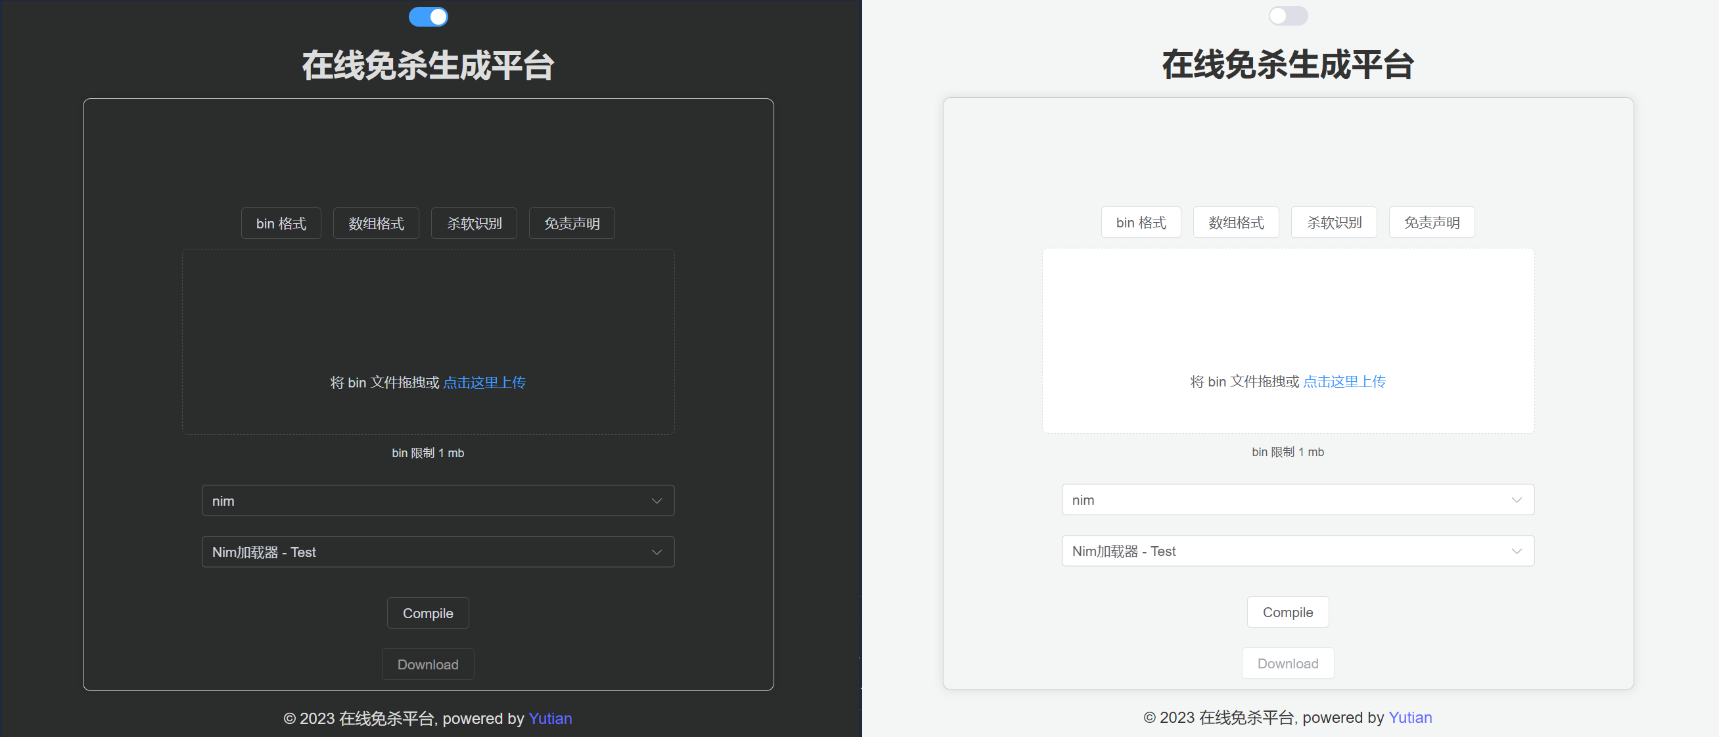 在线免杀生成平台
bin 格式 数组格式 杀软识别 免责声明
将 bin 文件拖拽或 点击这里上传
bin 限制 1 mb
nim
Nim加载器 - Test
Compile
Download
© 2023 在线免杀平台, powered by Yutian
在线免杀生成平台
bin 格式 数组格式 杀软识别 免责声明
将 bin 文件拖拽或 点击这里上传
bin 限制 1 mb
nim
Nim加载器 - Test
Compile
Download
© 2023 在线免杀平台, powered by Yutian